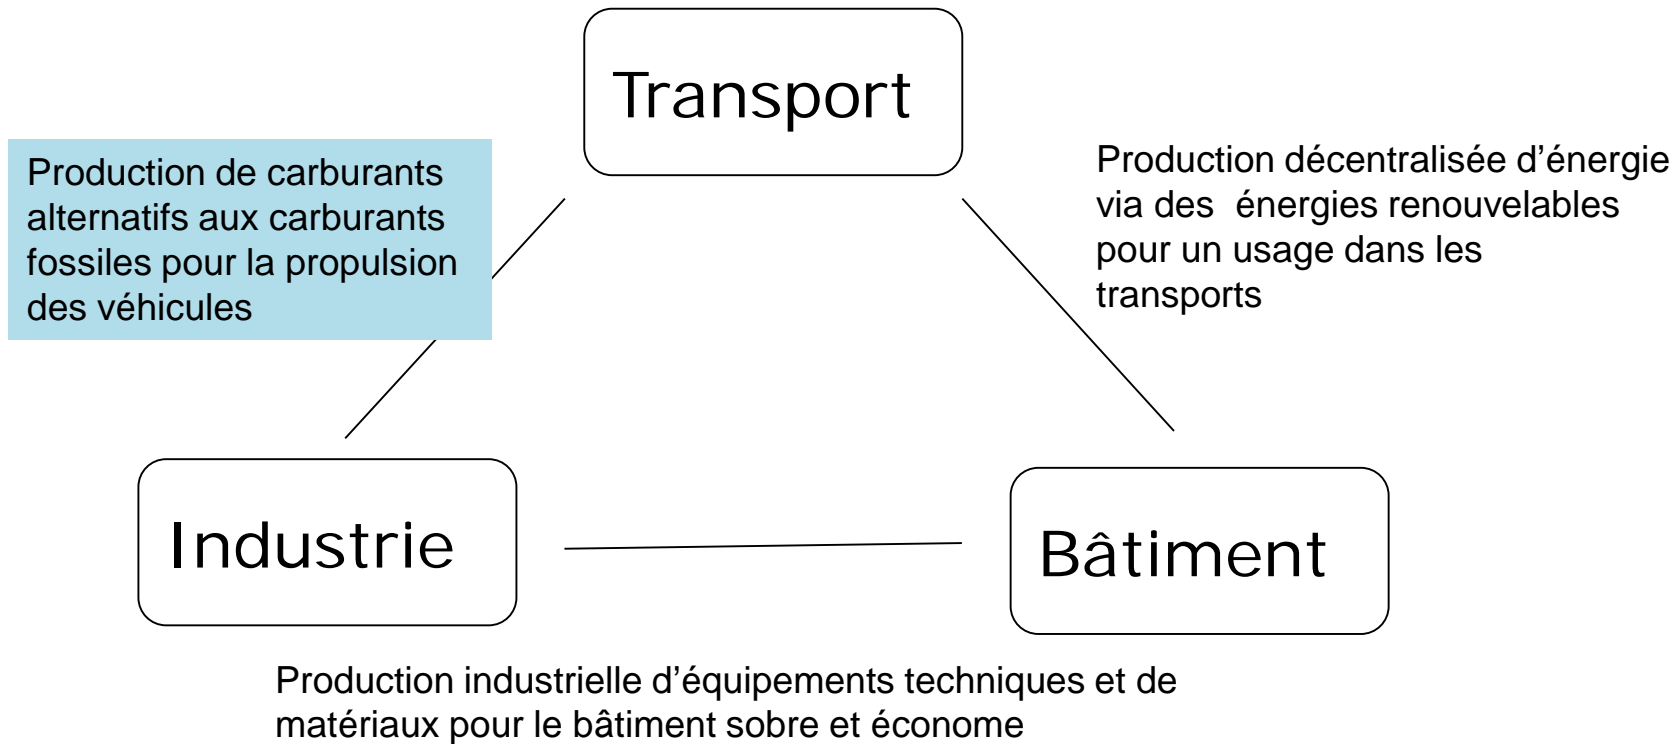 Transport
Production de carburants
alternatifs aux carburants
fossiles pour la propulsion
des véhicules
Production décentralisée d’énergie
via des énergies renouvelables
pour un usage dans les
transports
Industrie
Bâtiment
Production industrielle d’équipements techniques et de
matériaux pour le bâtiment sobre et économe